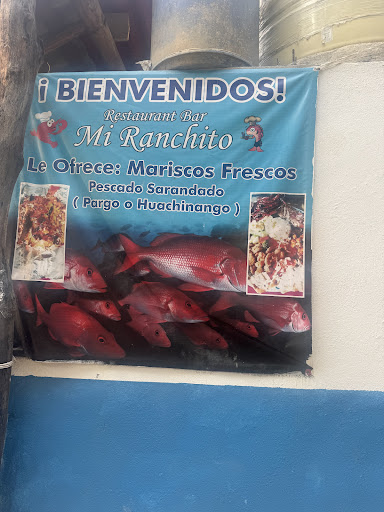 ¡ BIENVENIDOS!
Restaurant Bar
Mi Ranchito
Le Ofrece: Mariscos Frescos
Pescado Sarandado
( Pargo o Huachinango )